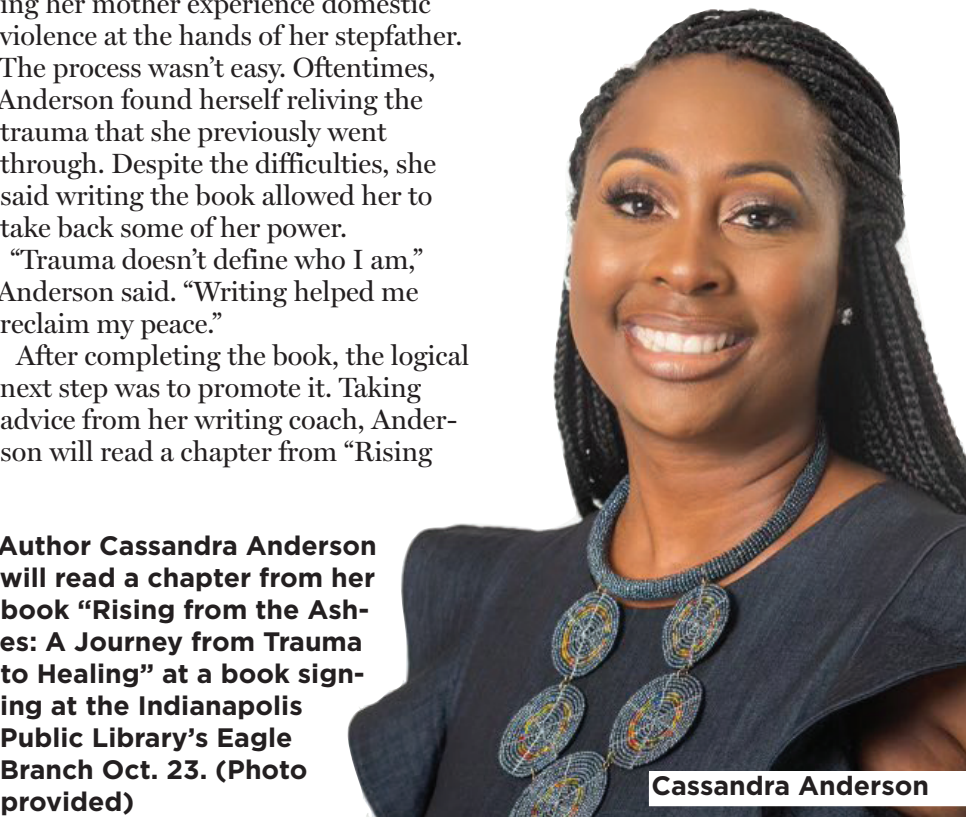 ing her mother experience domestic
violence at the hands of her stepfather.
The process wasn’t easy. Oftentimes,
Anderson found herself reliving the
trauma that she previously went
through. Despite the difficulties, she
said writing the book allowed her to
take back some of her power.
“Trauma doesn’t define who I am,”
Anderson said. “Writing helped me
reclaim my peace.”
After completing the book, the logical
next step was to promote it. Taking
advice from her writing coach, Ander-
son will read a chapter from “Rising
Author Cassandra Anderson
will read a chapter from her
book “Rising from the Ash-
es: A Journey from Trauma
to Healing” at a book sign-
ing at the Indianapolis
Public Library’s Eagle
Branch Oct. 23. (Photo
provided)
Cassandra Anderson